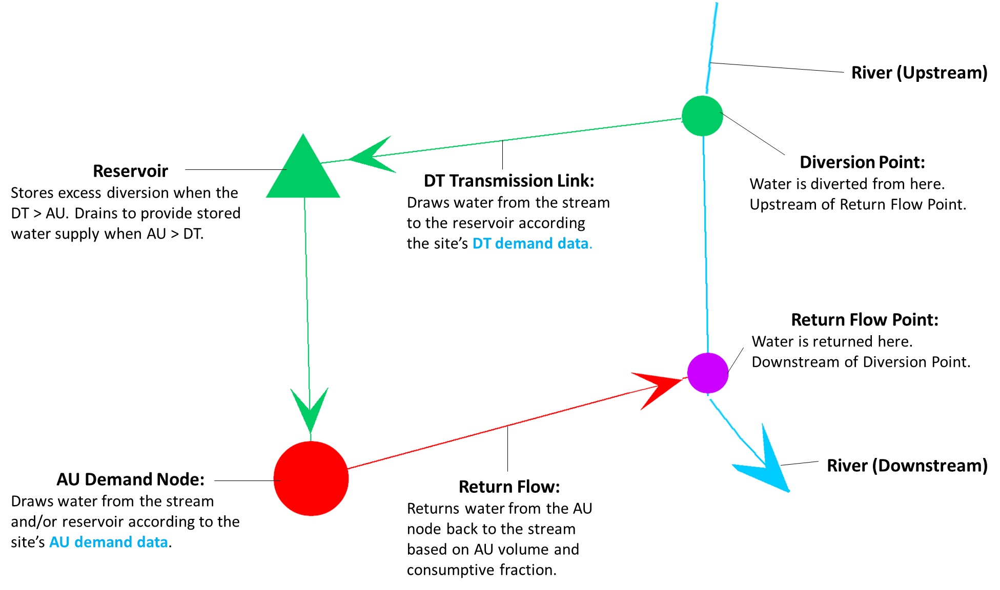 River (Upstream)
Diversion Point:
Water is diverted from here.
Upstream of Return Flow Point.
Reservoir
Stores excess diversion when the
DT > AU. Drains to provide stored
water supply when AU > DT.
DT Transmission Link:
Draws water from the stream
to the reservoir according
the site’s DT demand data.
Return Flow Point:
Water is returned here.
Downstream of Diversion Point.
River (Downstream)
AU Demand Node:
Draws water from the stream
and/or reservoir according to the
site’s AU demand data.
Return Flow:
Returns water from the AU
node back to the stream
based on AU volume and
consumptive fraction.